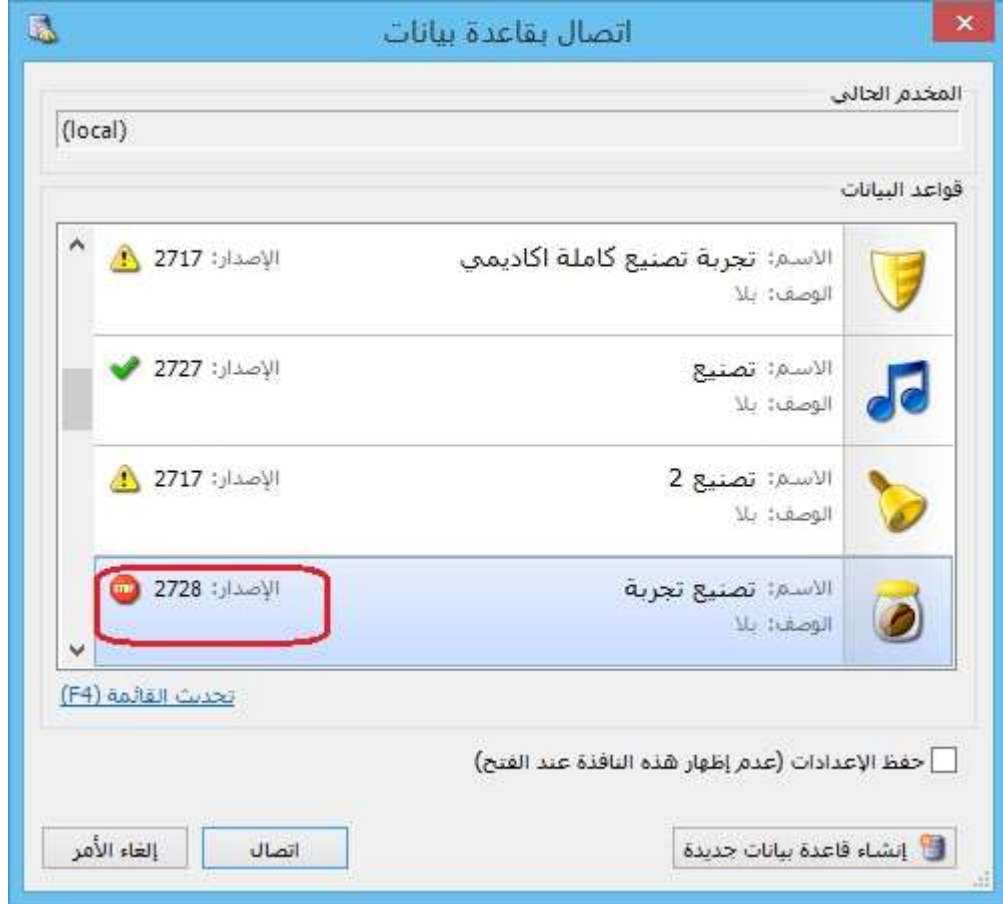 اتصال بقاعدة بيانات
المخدم الحالي
(local)
قواعد البيانات
الاسم: تجربة تصنيع كاملة اكاديمي الإصدار: 2717
الوصف: بلا
الاسم: تصنيع الإصدار: 2727
الوصف: بلا
الاسم: تصنيع 2 الإصدار: 2717
الوصف: بلا
الاسم: تصنيع تجربة الإصدار: 2728
الوصف: بلا
تحديث القائمة (F4)
حفظ الإعدادات (عدم إظهار هذه النافذة عند الفتح)
إنشاء قاعدة بيانات جديدة اتصال إلغاء الأمر